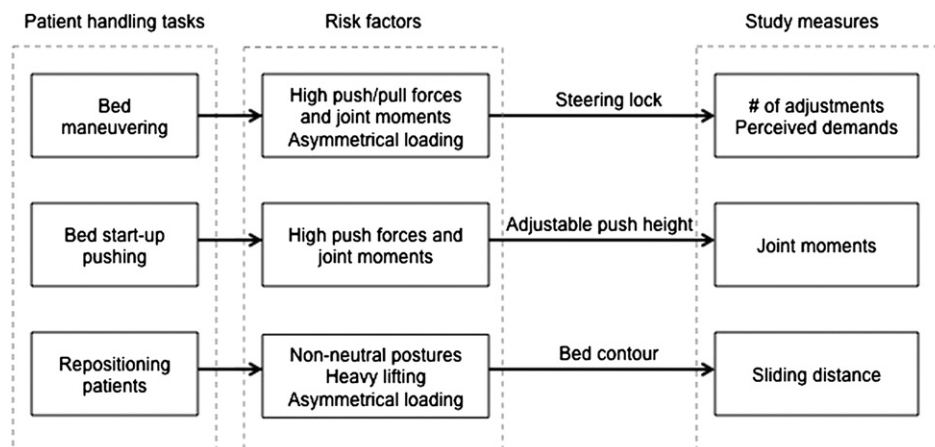 Patient handling tasks
Risk factors
Study measures
Bed
maneuvering
High push/pull forces
and joint moments
Asymmetrical loading
Steering lock
# of adjustments
Perceived demands
Bed start-up
pushing
High push forces and
joint moments
Adjustable push height
Joint moments
Repositioning
patients
Non-neutral postures
Heavy lifting
Asymmetrical loading
Bed contour
Sliding distance